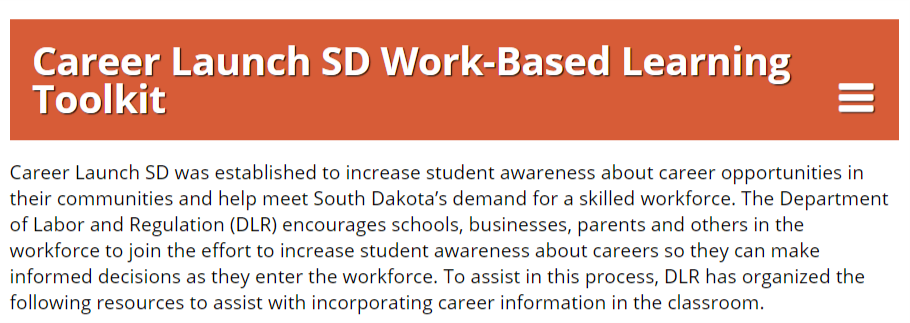 Career Launch SD Work-Based Learning
Toolkit
Career Launch SD was established to increase student awareness about career opportunities in
their communities and help meet South Dakota’s demand for a skilled workforce. The Department
of Labor and Regulation (DLR) encourages schools, businesses, parents and others in the
workforce to join the effort to increase student awareness about careers so they can make
informed decisions as they enter the workforce. To assist in this process, DLR has organized the
following resources to assist with incorporating career information in the classroom.